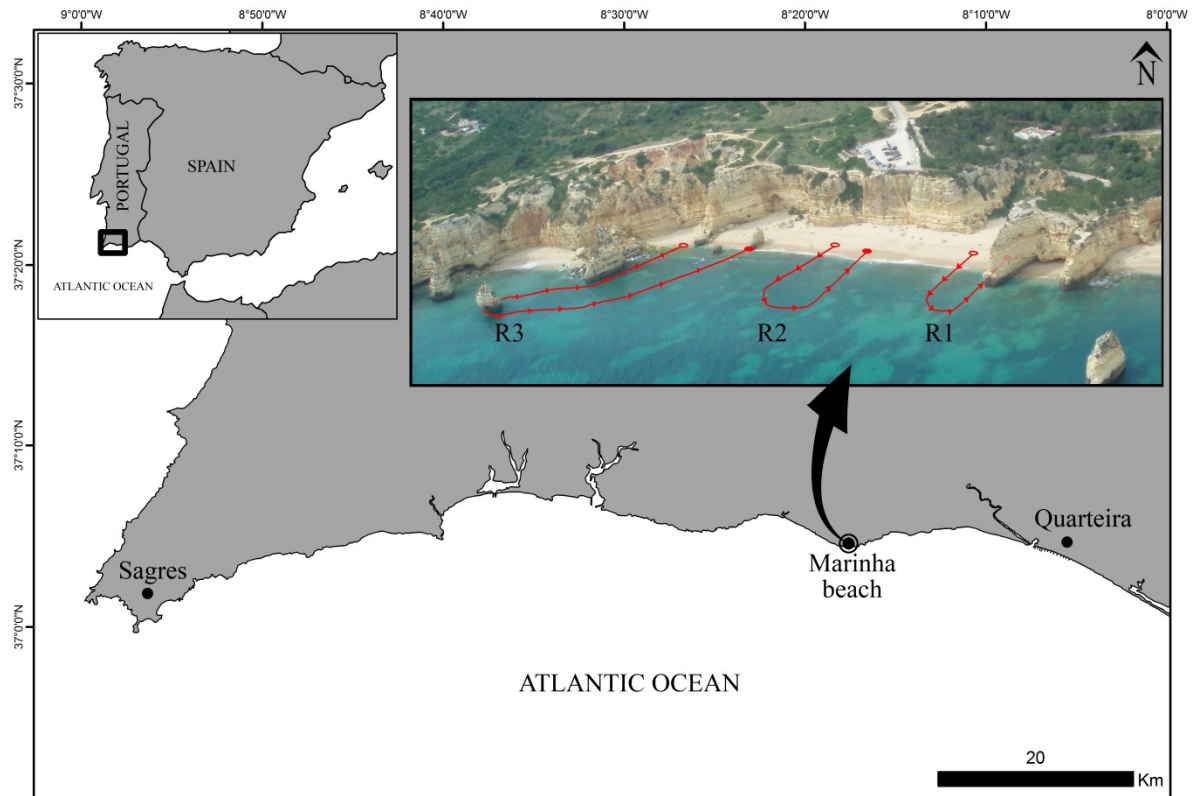 9°0'0"W
8°50'0"W
8°40'0"W
8°30'0"W
8°20'0"W
8°10'0"W
8°0'0"W
37°30'0"N
37°20'0"N
37°10'0"N
37°0'0"N
N
PORTUGAL
SPAIN
ATLANTIC OCEAN
R3
R2
R1
Sagres
Marinha
beach
Quarteira
ATLANTIC OCEAN
20
Km